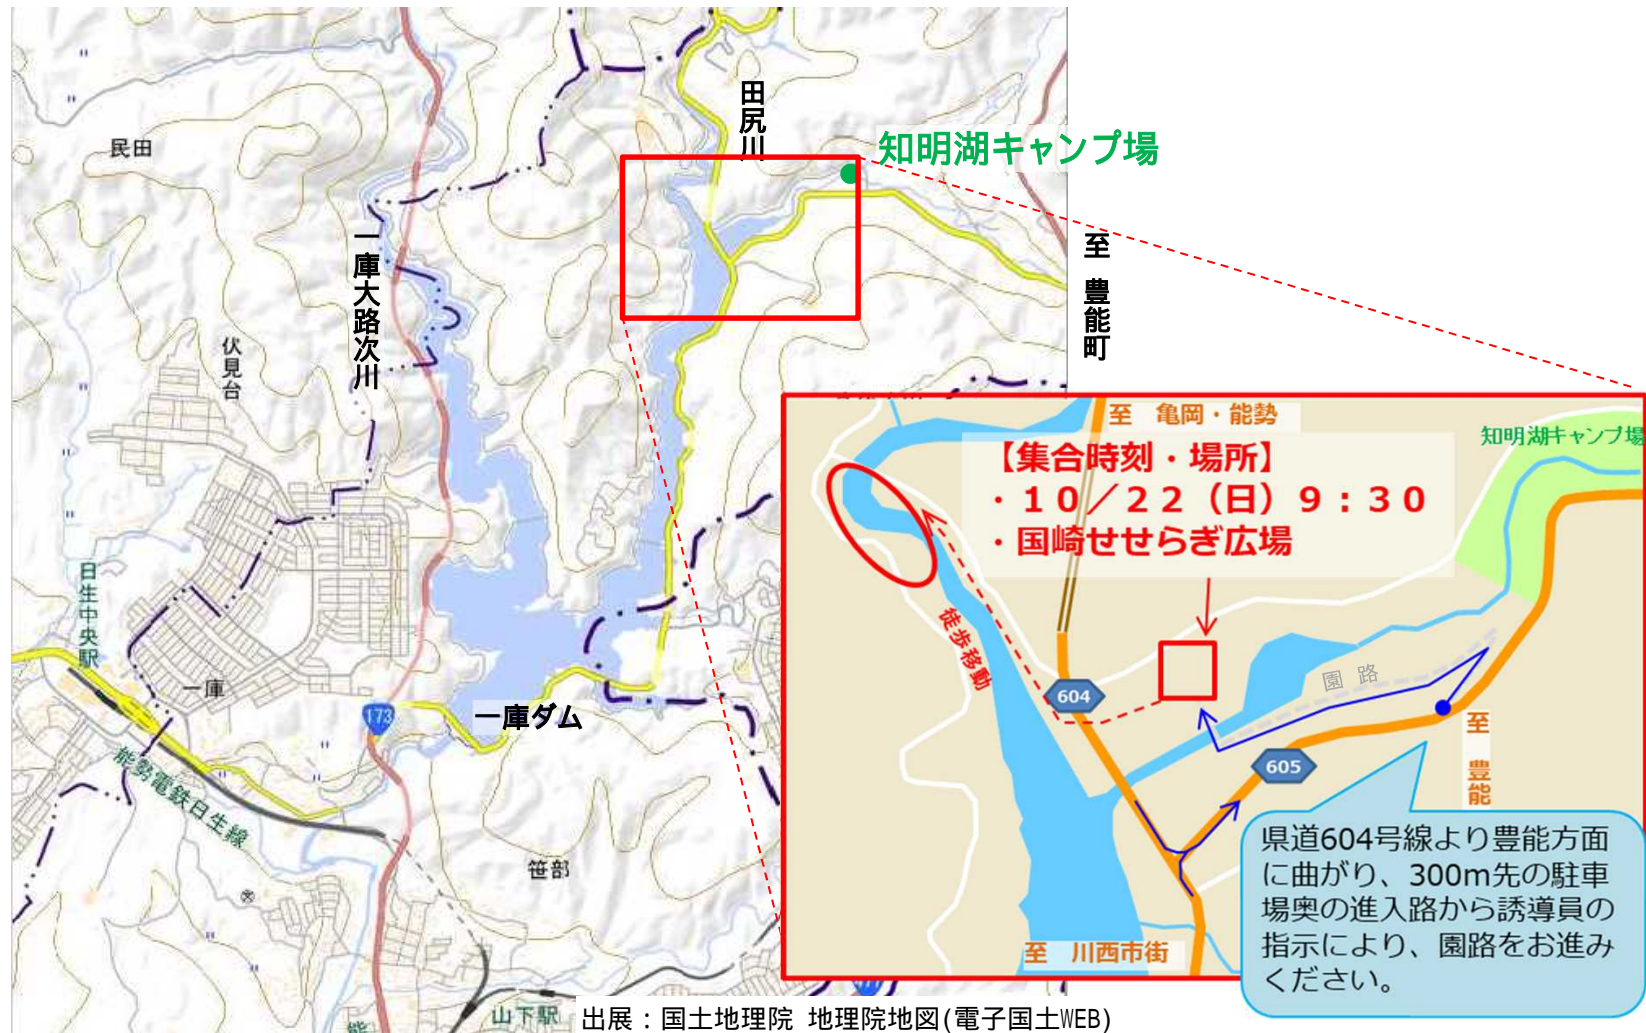 田尻川
知明湖キャンプ場
民田
一庫大路次川
至 豊能町
伏見台
日生中央駅
一庫
173
一庫ダム
能勢電鉄日生線
笹部
山下駅
能
至 亀岡・能勢
知明湖キャンプ場
【集合時刻・場所】
・10/22(日)9:30
・国崎せせらぎ広場
徒歩移動
604
園路
605
至 豊能
至 川西市街
県道604号線より豊能方面
に曲がり、300m先の駐車
場奥の進入路から誘導員の
指示により、園路をお進み
ください。
出展:国土地理院 地理院地図(電子国土WEB)